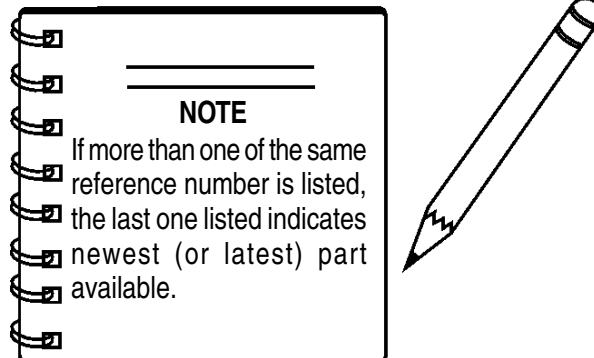 NOTE
If more than one of the same
reference number is listed,
the last one listed indicates
newest (or latest) part
available.